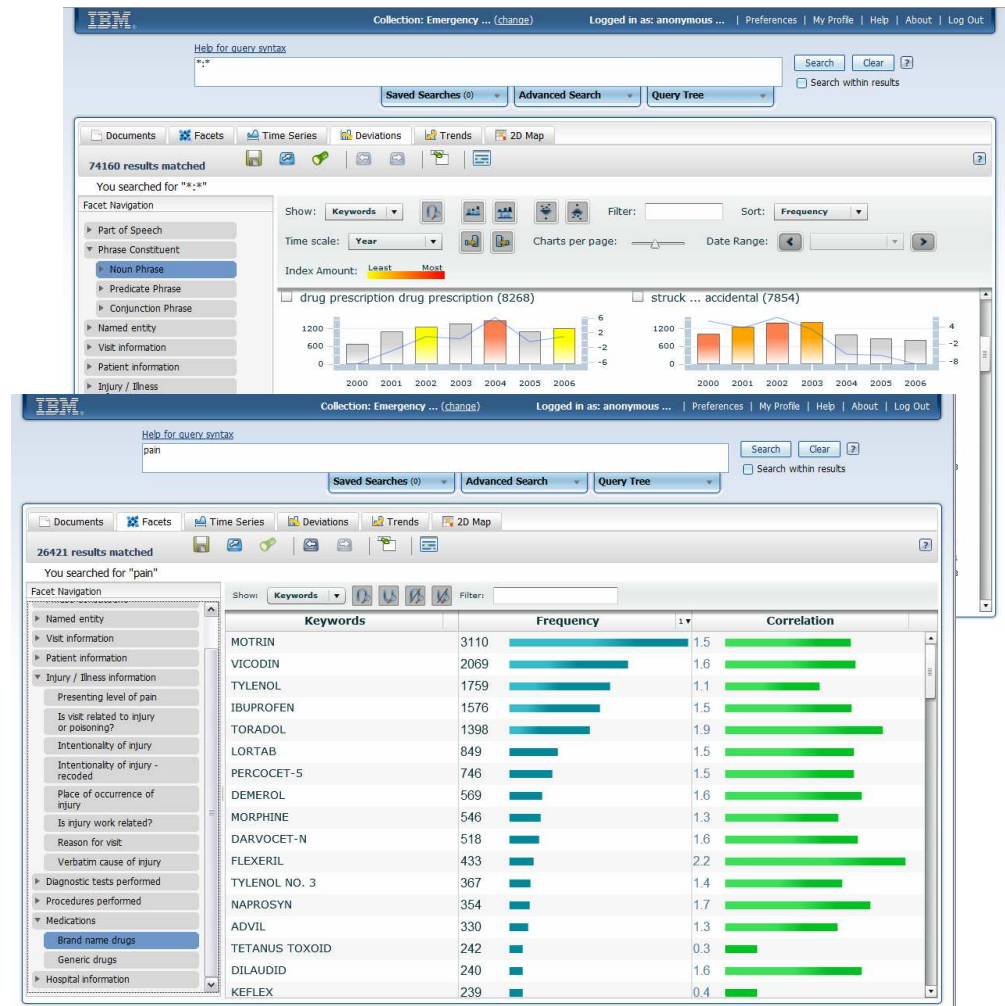 IBM.
Collection: Emergency ... (change) Logged in as: anonymous ... | Preferences | My Profile | Help | About | Log Out
Help for query syntax
*:*
Search Clear ?
Search within results
Saved Searches (0) Advanced Search Query Tree
Documents Facets Time Series Deviations Trends 2D Map
74160 results matched ?
You searched for "*:*"
Facet Navigation
Part of Speech
Phrase Constituent
Noun Phrase
Predicate Phrase
Conjunction Phrase
Named entity
Visit information
Patient information
Injury / Illness
Show: Keywords Filter: Sort: Frequency
Time scale: Year Charts per page: Date Range:
Index Amount: Least Most
drug prescription drug prescription (8268) struck ... accidental (7854)
1200 6 1200 4
600 2 600 -2
0 -2 0 -8
-6
2000 2001 2002 2003 2004 2005 2006 2000 2001 2002 2003 2004 2005 2006
IBM.
Collection: Emergency ... (change) Logged in as: anonymous ... | Preferences | My Profile | Help | About | Log Out
Help for query syntax
pain
Search Clear ?
Search within results
Saved Searches (0) Advanced Search Query Tree
Documents Facets Time Series Deviations Trends 2D Map
26421 results matched ?
You searched for "pain"
Facet Navigation
Named entity
Visit information
Patient information
Injury / Illness information
Presenting level of pain
Is visit related to injury
or poisoning?
Intentionality of injury
Intentionality of injury -
recoded
Place of occurrence of
injury
Is injury work related?
Reason for visit
Verbatim cause of injury
Diagnostic tests performed
Procedures performed
Medications
Brand name drugs
Generic drugs
Hospital information
Show: Keywords Filter:
Keywords Frequency 1 Correlation
MOTRIN 3110 1.5
VICODIN 2069 1.6
TYLENOL 1759 1.1
IBUPROFEN 1576 1.5
TORADOL 1398 1.9
LORTAB 849 1.5
PERCOCET-5 746 1.5
DEMEROL 569 1.6
MORPHINE 546 1.3
DARVOCET-N 518 1.6
FLEXERIL 433 2.2
TYLENOL NO. 3 367 1.4
NAPROSYN 354 1.7
ADVIL 330 1.3
TETANUS TOXOID 242 0.3
DILAUDID 240 1.6
KEFLEX 239 0.4